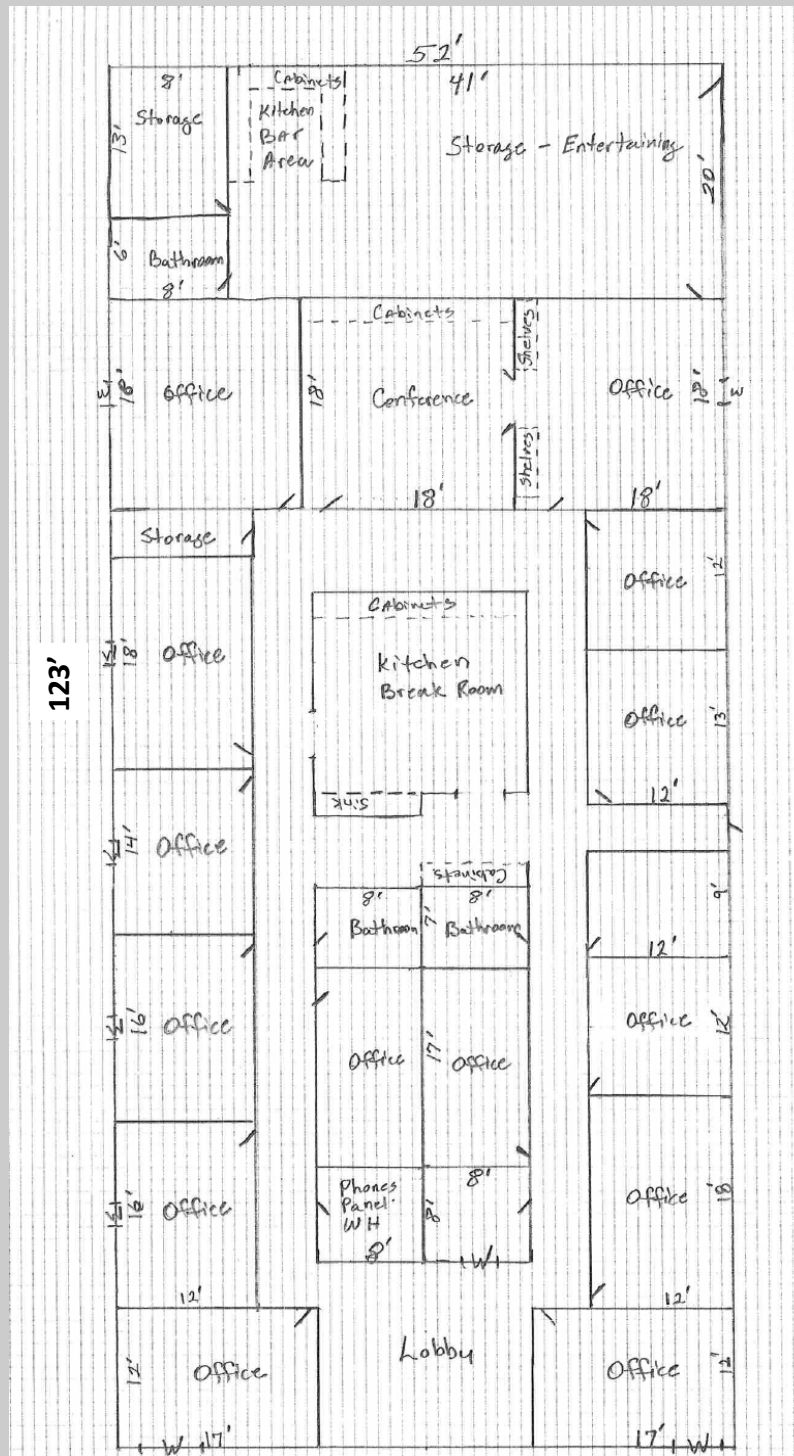 52'
8'
Cabinets
41'
Storage
13'
Kitchen
BAr
Area
Storage - Entertaining
20'
6'
Bathroom
8'
Cabinets
Shelves
W
18'
Office
18'
Conference
Office
18'
W
Shelves
18'
18'
Storage
Office
12'
Cabinets
123'
W
18'
Office
Kitchen
Break Room
Office
13'
12'
Sink
W
14'
Office
Cabinets
8'
8'
9'
Bathroom
7'
Bathroom
12'
W
16'
Office
Office
12'
Office
17'
Office
Phones
Panel
WH
8'
8'
8'
W
W
16'
Office
Office
18'
12'
12'
Lobby
12'
Office
Office
12'
W
17'
17'
W